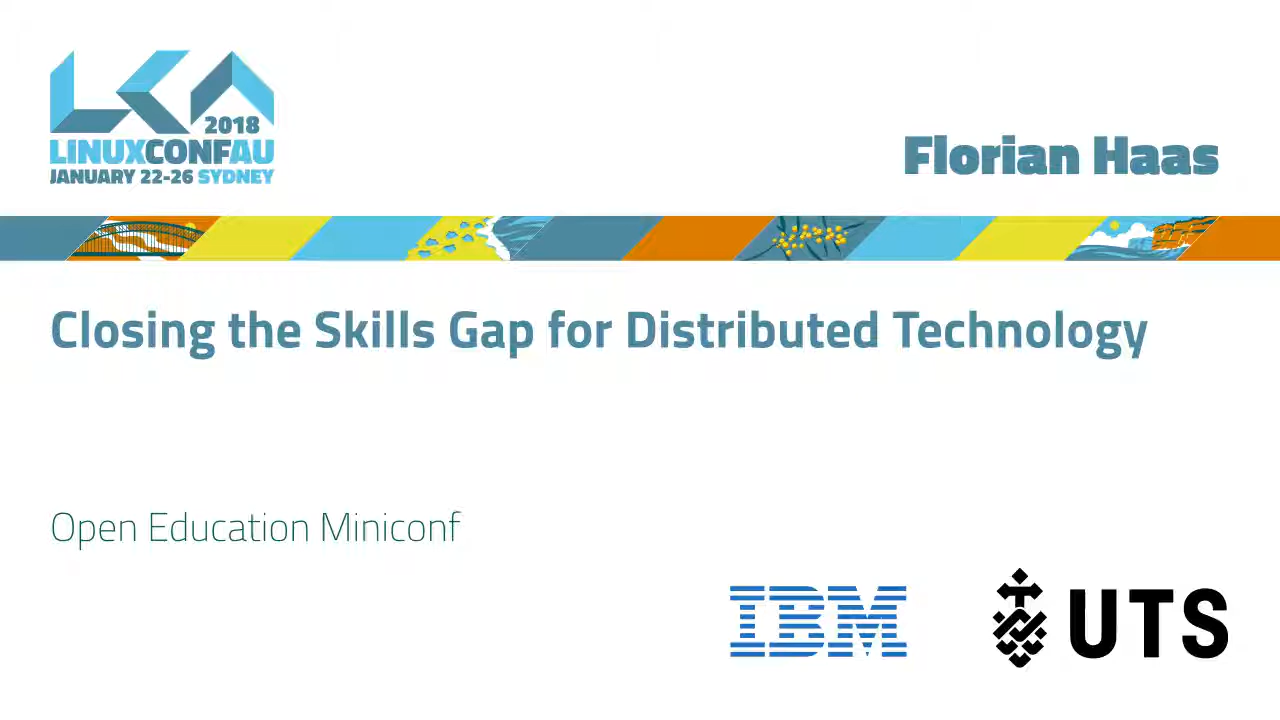 2018
LINUXCONFAU
JANUARY 22-26 SYDNEY
Florian Haas
Closing the Skills Gap for Distributed Technology
Open Education Miniconf
IBM
UTS